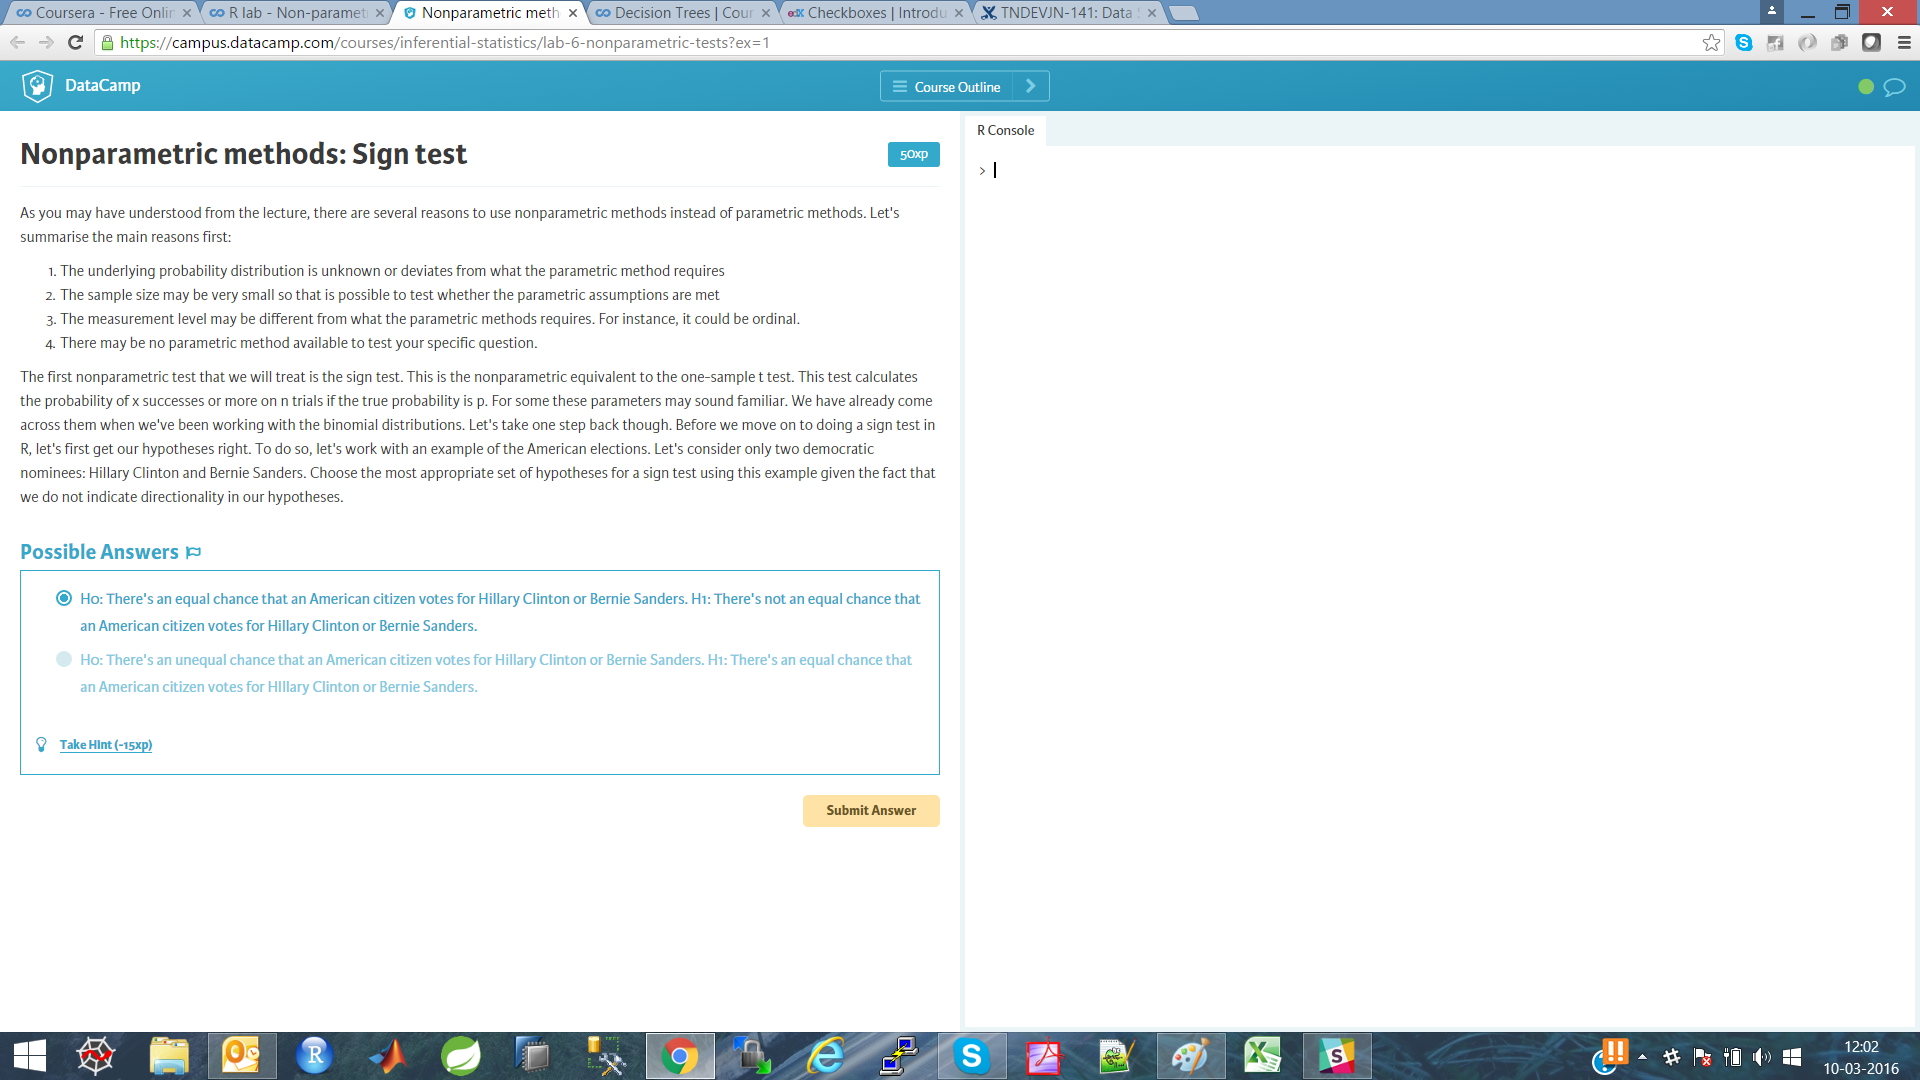 Coursera - Free Onlin
R lab - Non-paramet
Nonparametric meth
Decision Trees | Cour
edX Checkboxes | Introdu
TNDEVJN-141: Data S
https://campus.datacamp.com/courses/inferential-statistics/lab-6-nonparametric-tests?ex=1
DataCamp
Course Outline
Nonparametric methods: Sign test
50xp
As you may have understood from the lecture, there are several reasons to use nonparametric methods instead of parametric methods. Let's
summarise the main reasons first:
1. The underlying probability distribution is unknown or deviates from what the parametric method requires
2. The sample size may be very small so that is possible to test whether the parametric assumptions are met
3. The measurement level may be different from what the parametric methods requires. For instance, it could be ordinal.
4. There may be no parametric method available to test your specific question.
The first nonparametric test that we will treat is the sign test. This is the nonparametric equivalent to the one-sample t test. This test calculates
the probability of x successes or more on n trials if the true probability is p. For some these parameters may sound familiar. We have already come
across them when we've been working with the binomial distributions. Let's take one step back though. Before we move on to doing a sign test in
R, let's first get our hypotheses right. To do so, let's work with an example of the American elections. Let's consider only two democratic
nominees: Hillary Clinton and Bernie Sanders. Choose the most appropriate set of hypotheses for a sign test using this example given the fact that
we do not indicate directionality in our hypotheses.
Possible Answers
H0: There's an equal chance that an American citizen votes for Hillary Clinton or Bernie Sanders. H1: There's not an equal chance that
an American citizen votes for Hillary Clinton or Bernie Sanders.
H0: There's an unequal chance that an American citizen votes for Hillary Clinton or Bernie Sanders. H1: There's an equal chance that
an American citizen votes for HIllary Clinton or Bernie Sanders.
Take Hint (-15xp)
Submit Answer
R Console
>
12:02
10-03-2016